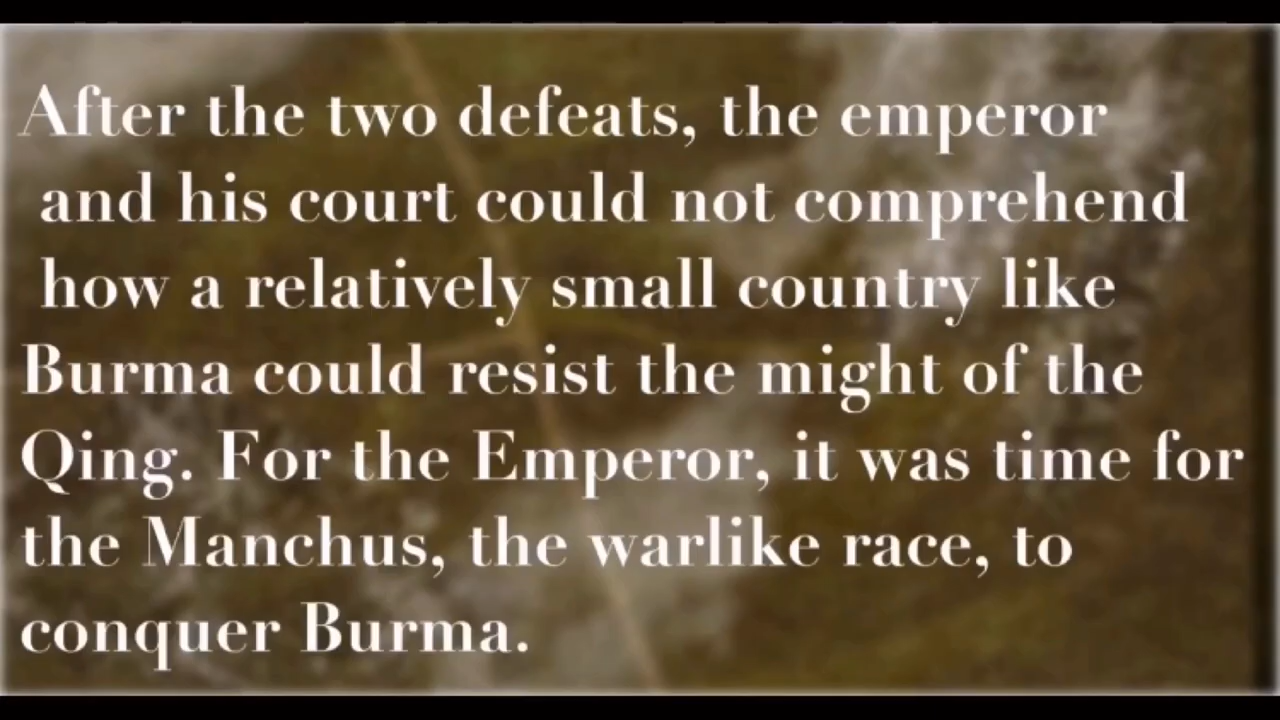 After the two defeats, the emperor
and his court could not comprehend
how a relatively small country like
Burma could resist the might of the
Qing. For the Emperor, it was time for
the Manchus, the warlike race, to
conquer Burma.